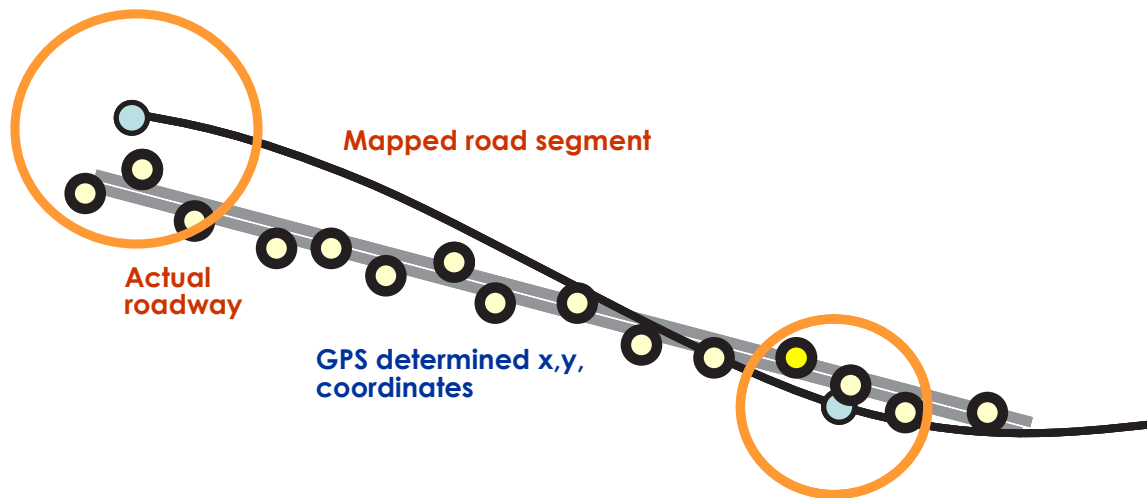 Mapped road segment
Actual
roadway
GPS determined x,y,
coordinates